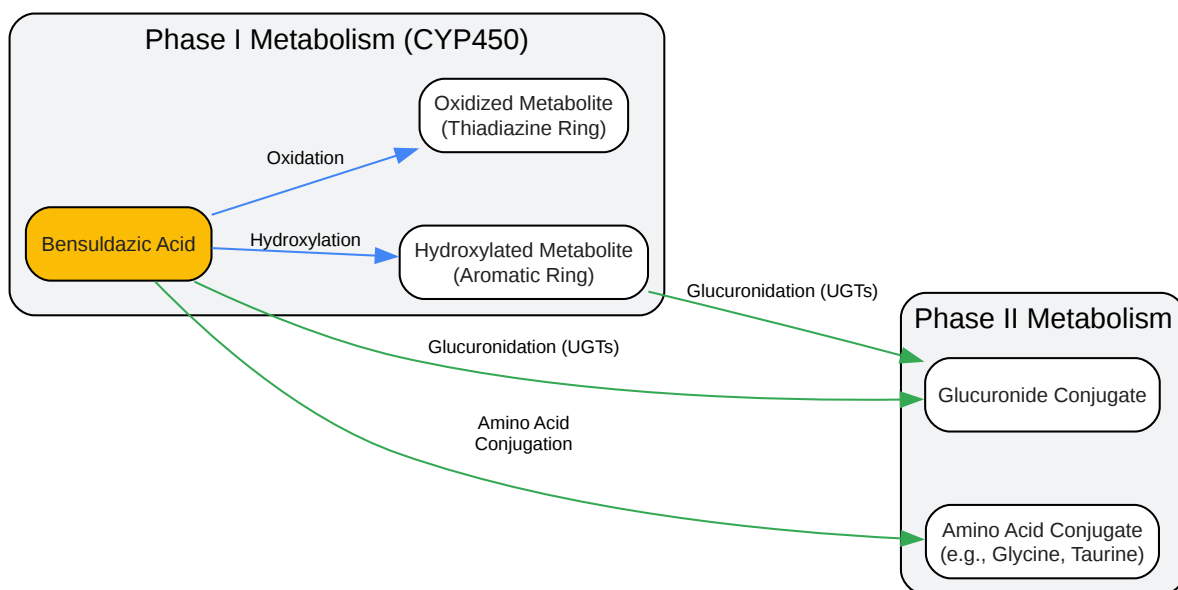 Phase I Metabolism (CYP450)
Oxidized Metabolite
(Thiadiazine Ring)
Oxidation
Bensuldazic Acid
Hydroxylation
Hydroxylated Metabolite
(Aromatic Ring)
Glucuronidation (UGTs)
Phase II Metabolism
Glucuronidation (UGTs)
Glucuronide Conjugate
Amino Acid
Conjugation
Amino Acid Conjugate
(e.g., Glycine, Taurine)